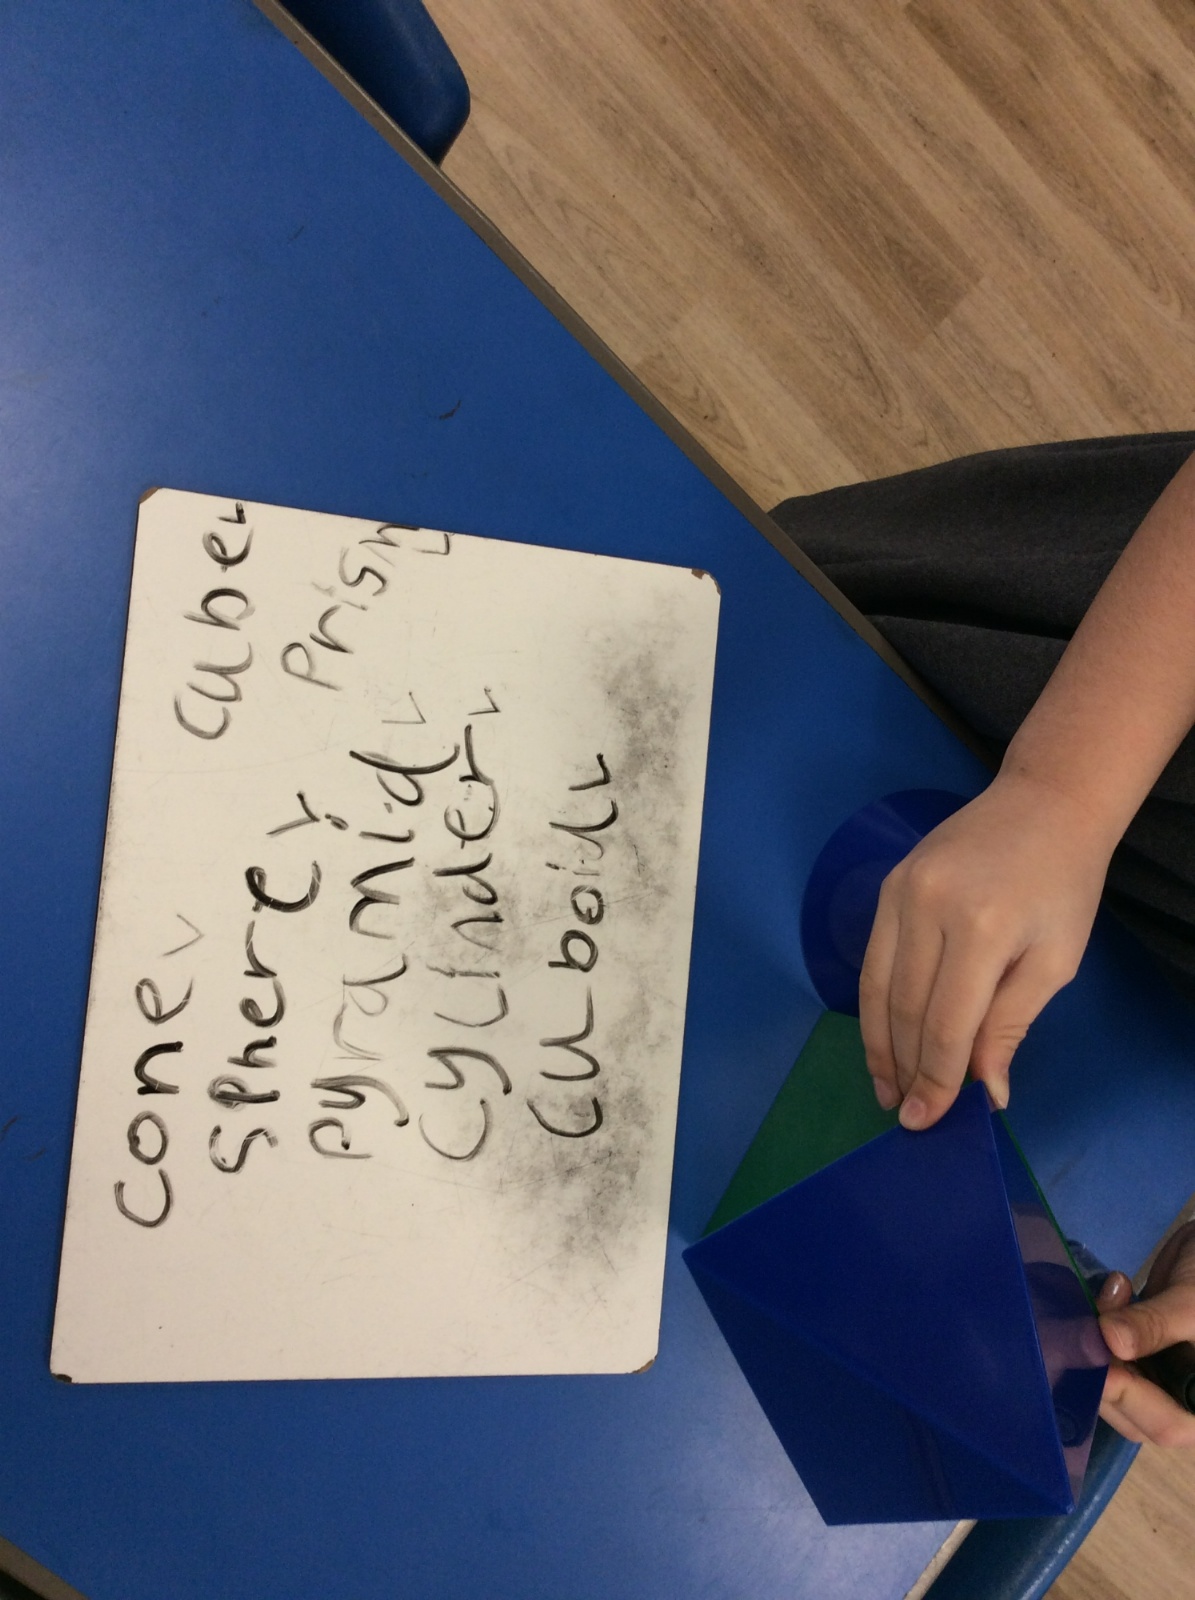 cone ✓
sphere ✓
pyramid ✓
cylinder ✓
cuboid ✓
cube ✓
prism ✓